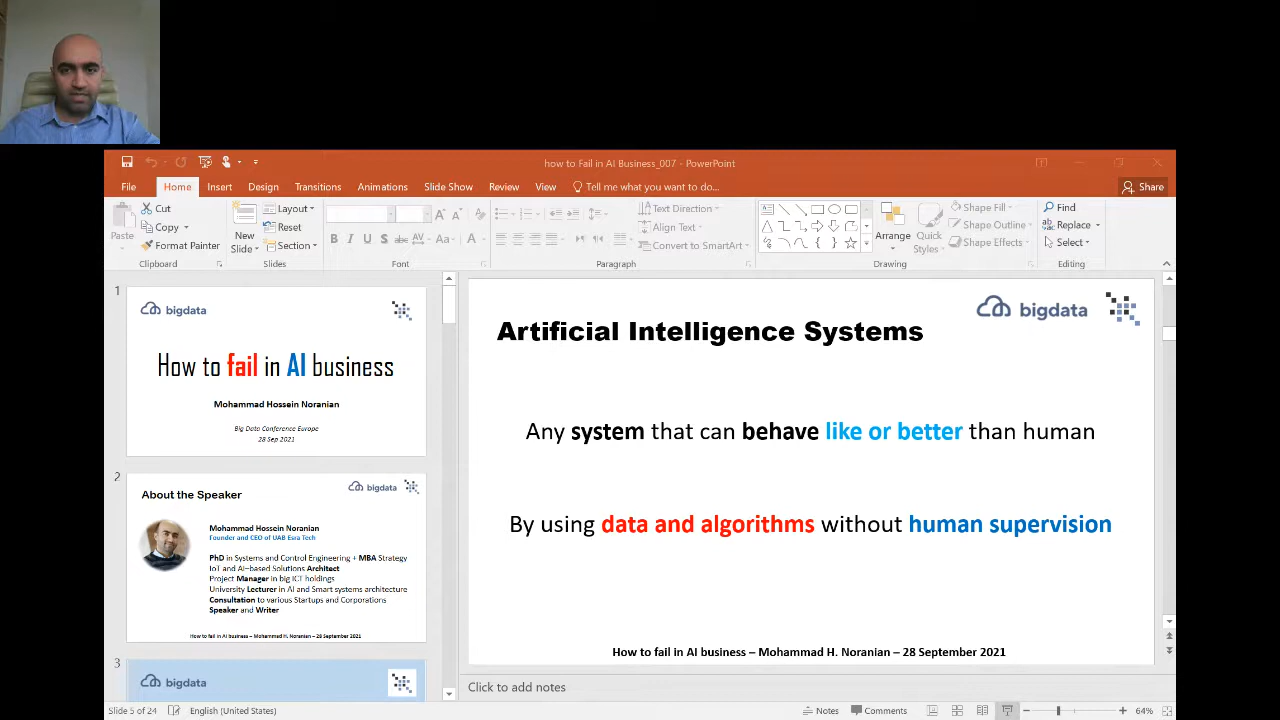 how to Fail in AI Business_007 - PowerPoint
File Home Insert Design Transitions Animations Slide Show Review View Tell me what you want to do... Share
Paste
Cut
Copy
Format Painter
Clipboard
New
Slide
Layout
Reset
Section
Slides
B I U S abc AV Aa A
Font
Text Direction
Align Text
Convert to SmartArt
Paragraph
Arrange
Quick
Styles
Shape Fill
Shape Outline
Shape Effects
Drawing
Find
Replace
Select
Editing
1
bigdata
How to fail in AI business
Mohammad Hossein Noranian
Big Data Conference Europe
28 Sep 2021
2
bigdata
About the Speaker
Mohammad Hossein Noranian
Founder and CEO of UAB Esra Tech
PhD in Systems and Control Engineering + MBA Strategy
IoT and AI-based Solutions Architect
Project Manager in big ICT holdings
University Lecturer in AI and Smart systems architecture
Consultation to various Startups and Corporations
Speaker and Writer
How to fail in AI business – Mohammad H. Noranian – 28 September 2021
3
bigdata
bigdata
Artificial Intelligence Systems
Any system that can behave like or better than human
By using data and algorithms without human supervision
How to fail in AI business – Mohammad H. Noranian – 28 September 2021
Click to add notes
Slide 5 of 24 English (United States) Notes Comments 64%